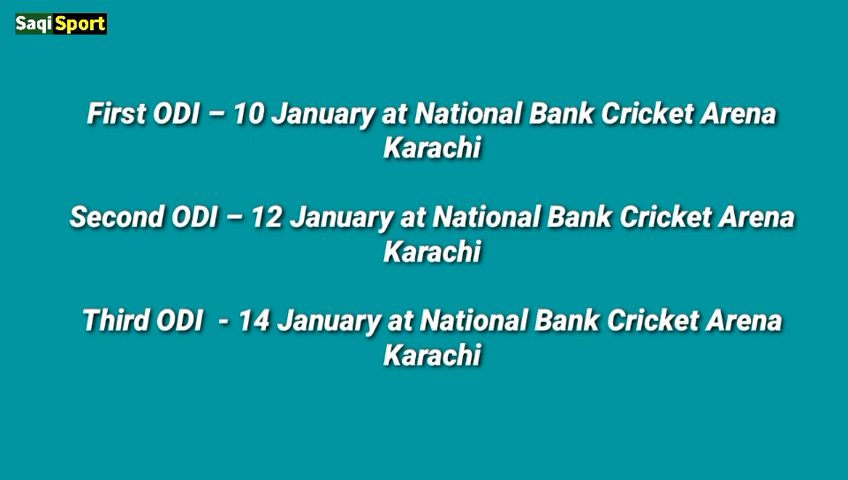 Saqi Sport
First ODI – 10 January at National Bank Cricket Arena
Karachi
Second ODI – 12 January at National Bank Cricket Arena
Karachi
Third ODI  - 14 January at National Bank Cricket Arena
Karachi